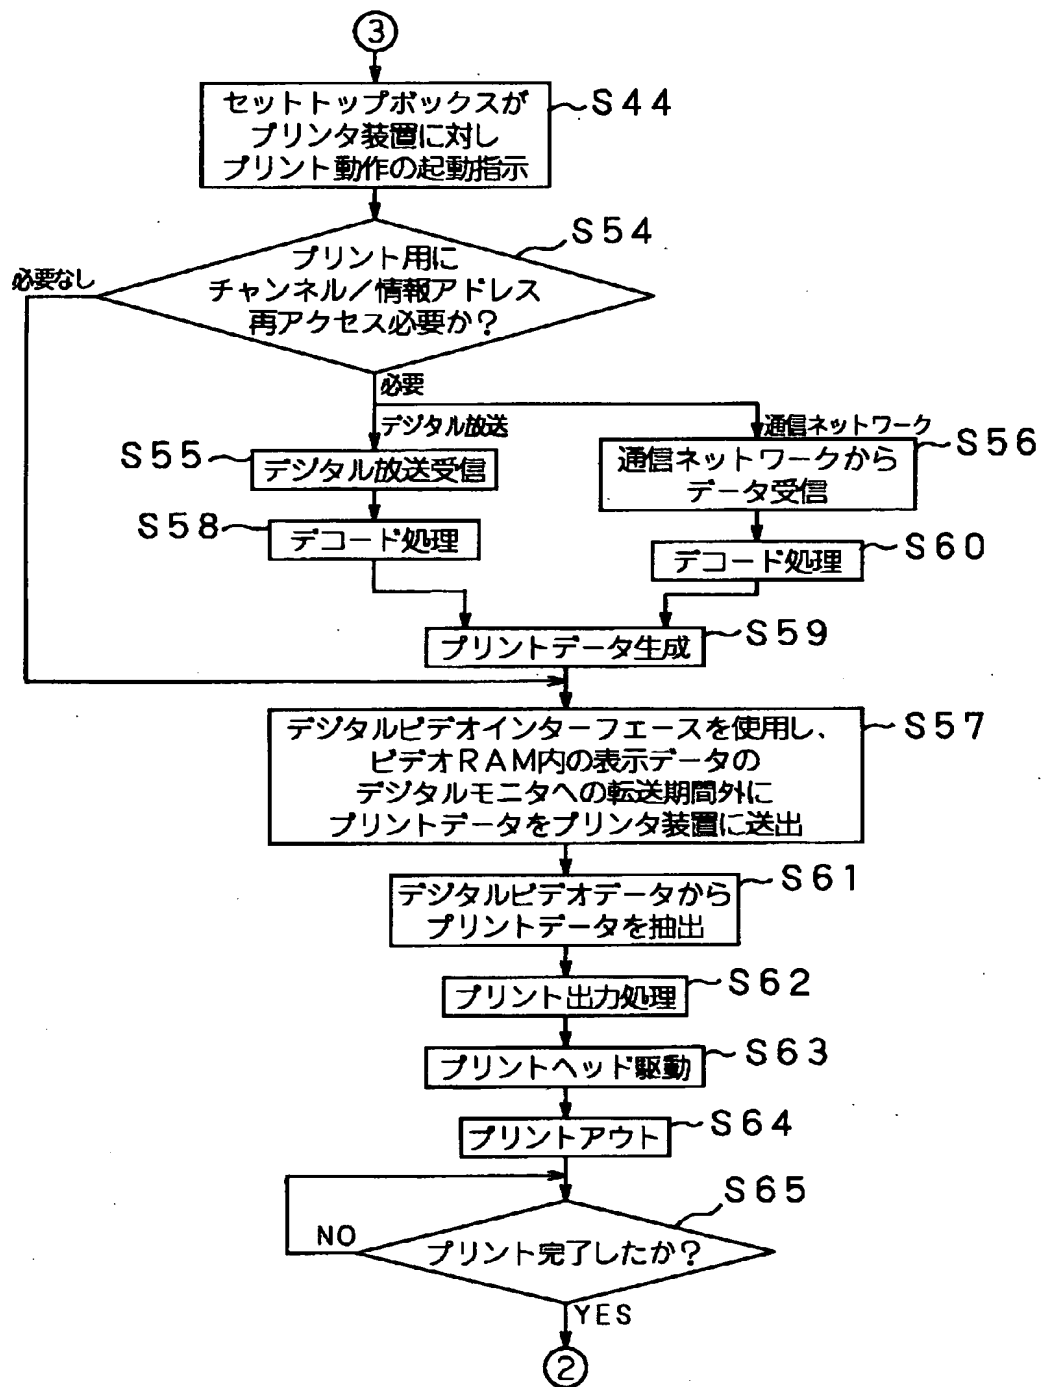 ③
セットトップボックスが
プリンタ装置に対し
プリント動作の起動指示
S44
S54
プリント用に
チャンネル/情報アドレス
再アクセス必要か?
必要なし
必要
デジタル放送
通信ネットワーク
S55
デジタル放送受信
S56
通信ネットワークから
データ受信
S58
デコード処理
S60
デコード処理
S59
プリントデータ生成
S57
デジタルビデオインターフェースを使用し、
ビデオRAM内の表示データの
デジタルモニタへの転送期間外に
プリントデータをプリンタ装置に送出
S61
デジタルビデオデータから
プリントデータを抽出
S62
プリント出力処理
S63
プリントヘッド駆動
S64
プリントアウト
S65
NO
プリント完了したか?
YES
②